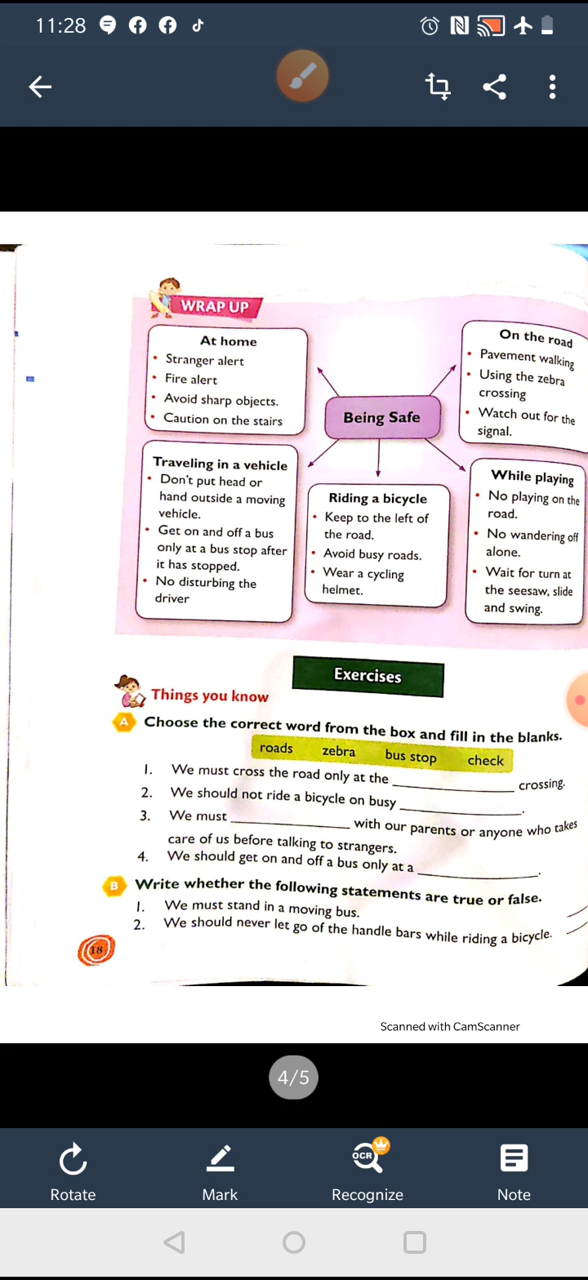 11:28
WRAP UP
At home
• Stranger alert
• Fire alert
• Avoid sharp objects.
• Caution on the stairs
On the road
• Pavement walking
• Using the zebra
crossing
• Watch out for the
signal.
Being Safe
Traveling in a vehicle
• Don't put head or
hand outside a moving
vehicle.
• Get on and off a bus
only at a bus stop after
it has stopped.
• No disturbing the
driver
Riding a bicycle
• Keep to the left of
the road.
• Avoid busy roads.
• Wear a cycling
helmet.
While playing
• No playing on the
road.
• No wandering off
alone.
• Wait for turn at
the seesaw, slide
and swing.
Exercises
Things you know
A Choose the correct word from the box and fill in the blanks.
roads zebra bus stop check
1. We must cross the road only at the ____________ crossing.
2. We should not ride a bicycle on busy ____________.
3. We must ____________ with our parents or anyone who takes
care of us before talking to strangers.
4. We should get on and off a bus only at a ____________.
B Write whether the following statements are true or false.
1. We must stand in a moving bus.
2. We should never let go of the handle bars while riding a bicycle.
18
Scanned with CamScanner
4/5
OCR
Rotate
Mark
Recognize
Note